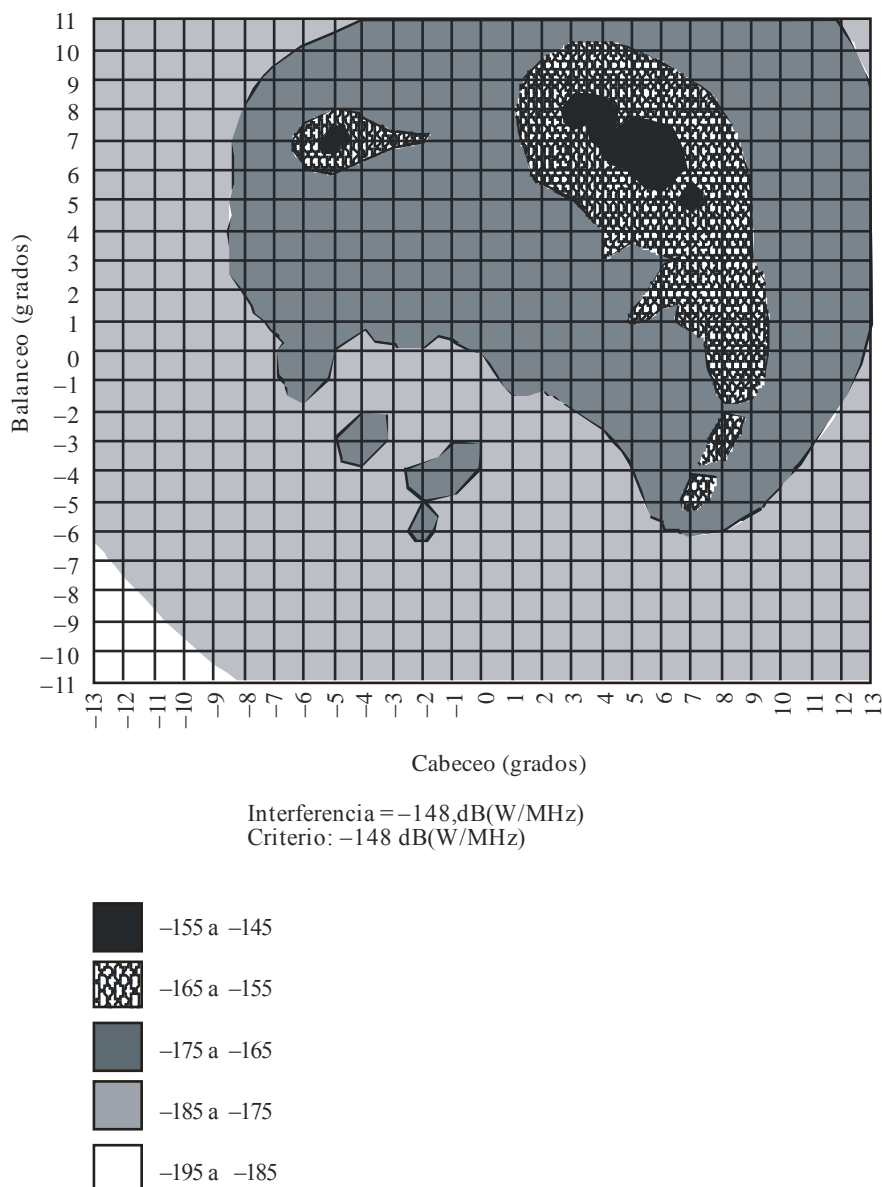 11
10
9
8
7
6
5
4
3
2
1
0
–1
–2
–3
–4
–5
–6
–7
–8
–9
–10
–11
Balanceo (grados)
–13 –12 –11 –10 –9 –8 –7 –6 –5 –4 –3 –2 –1 0 1 2 3 4 5 6 7 8 9 10 11 12 13
Cabeceo (grados)
Interferencia = –148,dB(W/MHz)
Criterio: –148 dB(W/MHz)
–155 a –145
–165 a –155
–175 a –165
–185 a –175
–195 a –185